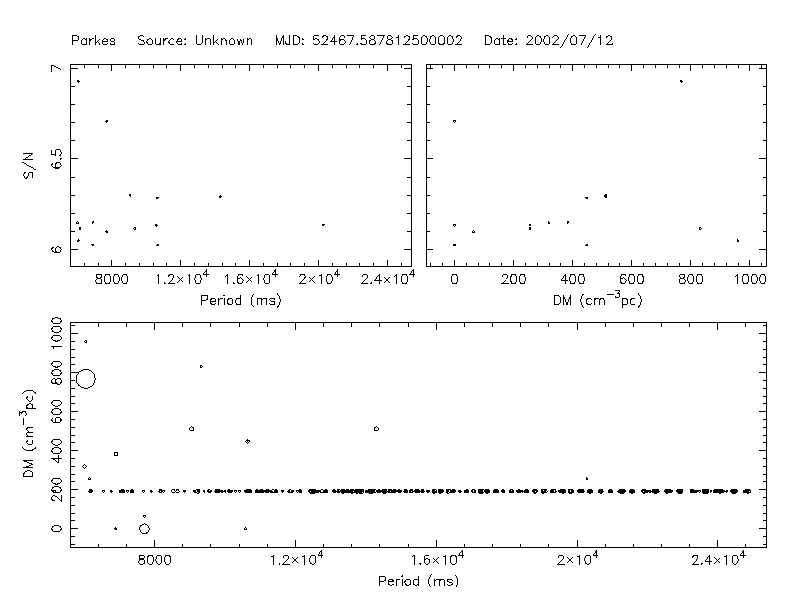 Parkes Source: Unknown MJD: 52467.587812500002 Date: 2002/07/12
7
6.5
6
S/N
8000 1.2×10⁴ 1.6×10⁴ 2×10⁴ 2.4×10⁴
Period (ms)
0 200 400 600 800 1000
DM (cm⁻³pc)
1000
800
600
400
200
0
DM (cm⁻³pc)
8000 1.2×10⁴ 1.6×10⁴ 2×10⁴ 2.4×10⁴
Period (ms)